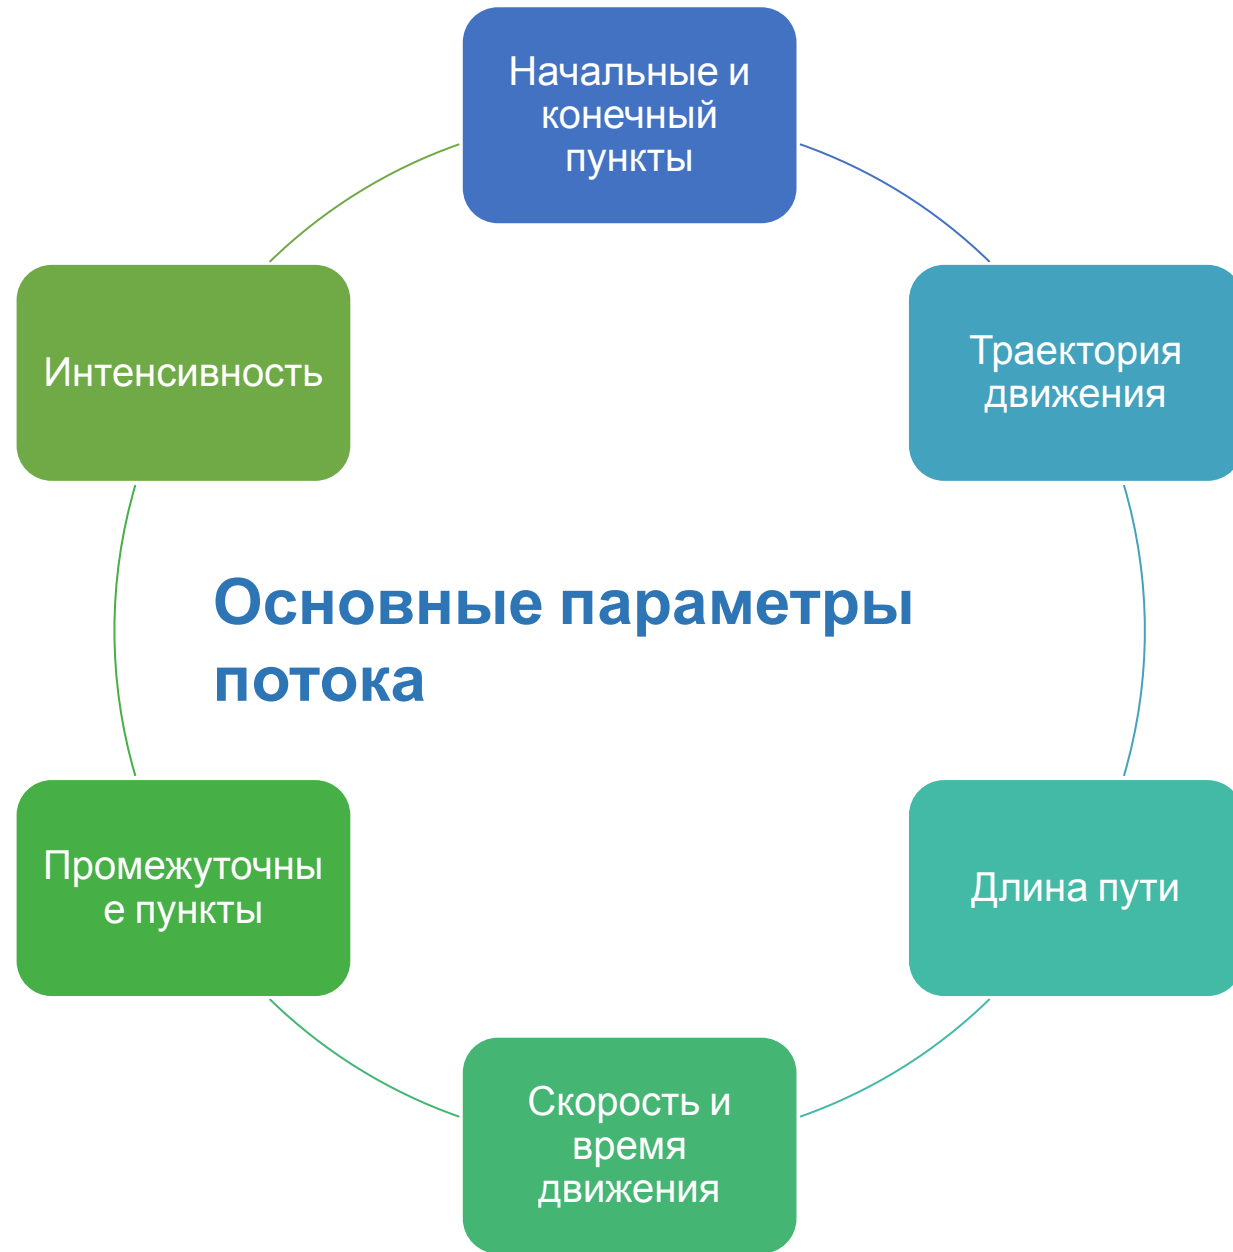 Начальные и
конечный
пункты
Траектория
движения
Длина пути
Скорость и
время
движения
Промежуточны
е пункты
Интенсивность
Основные параметры
потока